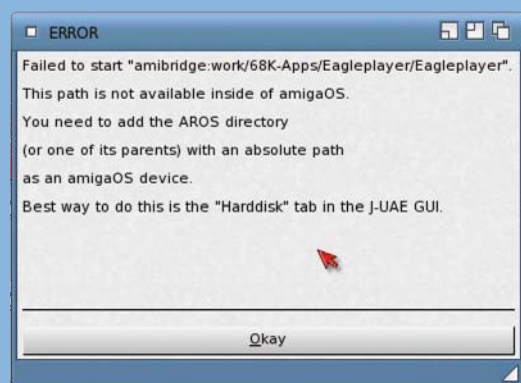 ERROR
Failed to start "amibridge:work/68K-Apps/Eagleplayer/Eagleplayer".
This path is not available inside of amigaOS.
You need to add the AROS directory
(or one of its parents) with an absolute path
as an amigaOS device.
Best way to do this is the "Harddisk" tab in the J-UAE GUI.
Okay